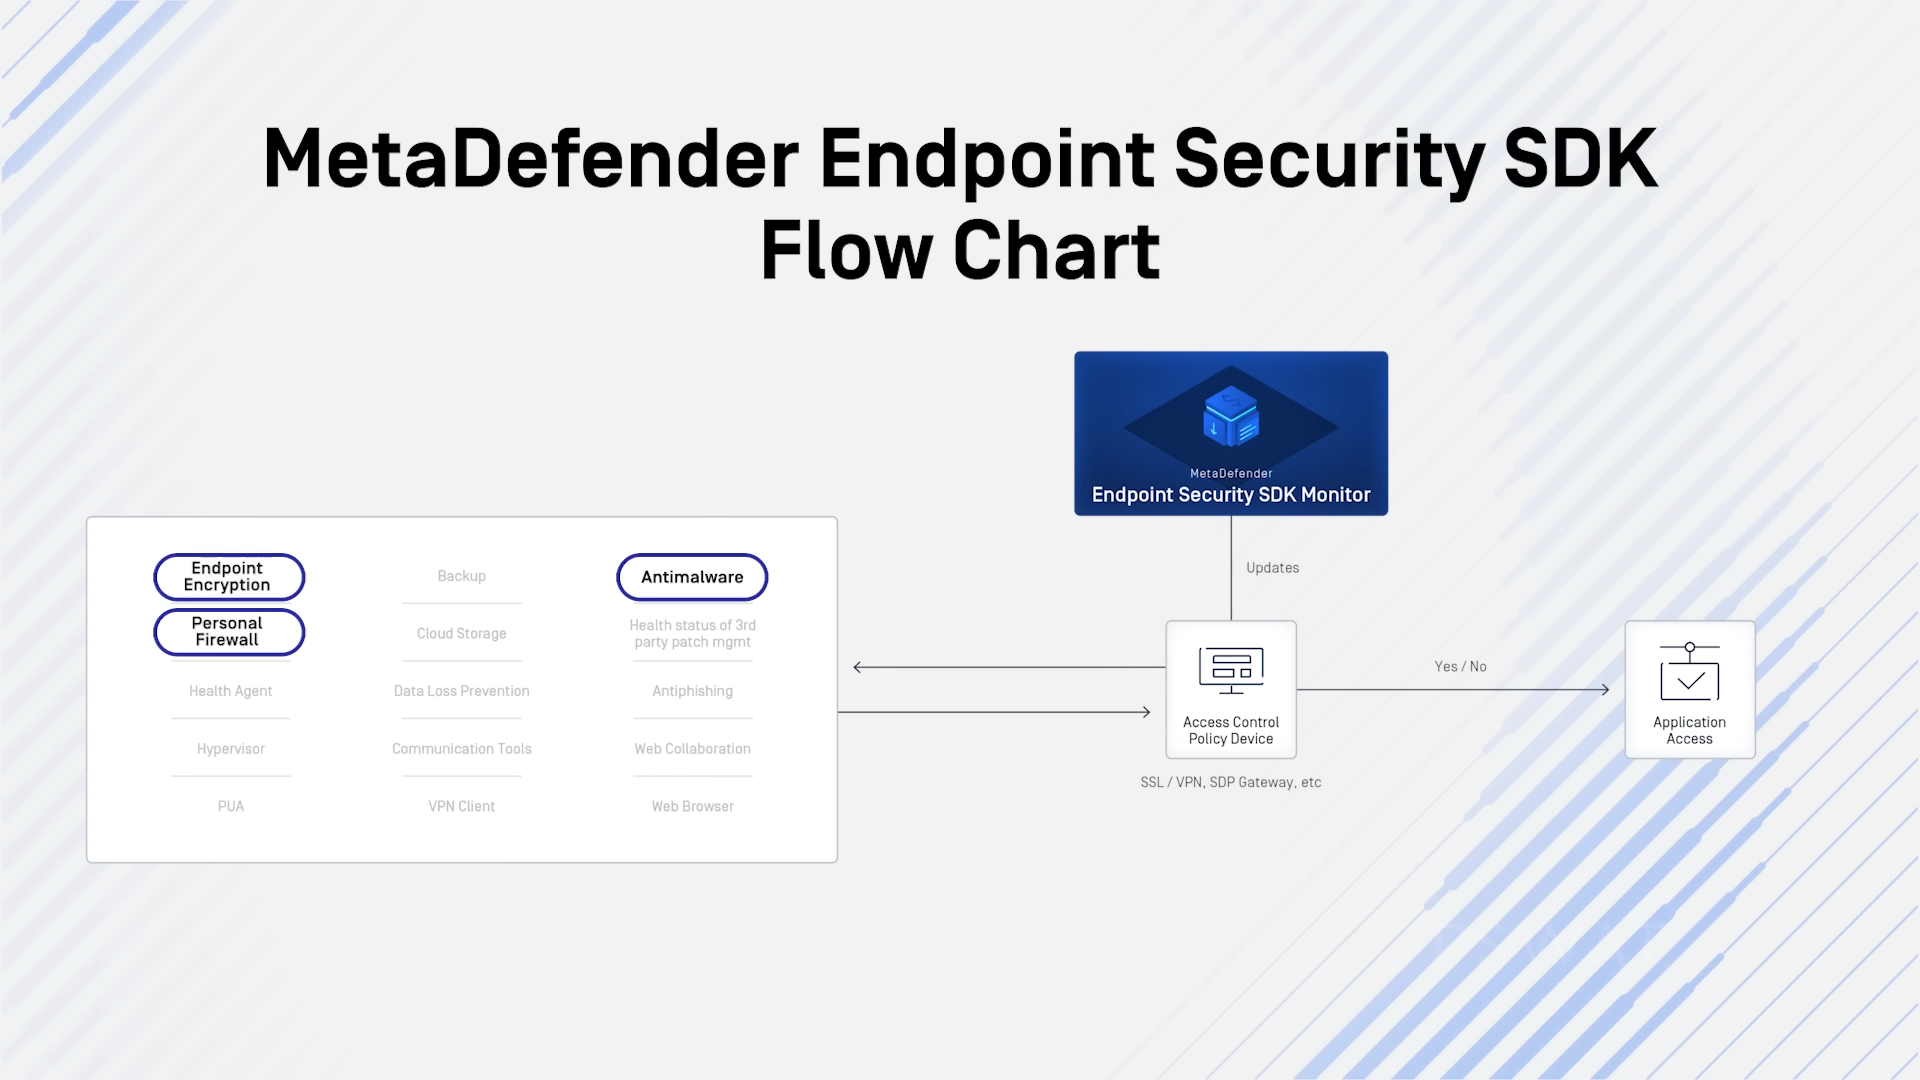 MetaDefender Endpoint Security SDK
Flow Chart
MetaDefender
Endpoint Security SDK Monitor
Updates
Endpoint
Encryption
Personal
Firewall
Health Agent
Hypervisor
PUA
Backup
Cloud Storage
Data Loss Prevention
Communication Tools
VPN Client
Antimalware
Health status of 3rd
party patch mgmt
Antiphishing
Web Collaboration
Web Browser
Access Control
Policy Device
SSL / VPN, SDP Gateway, etc
Yes / No
Application
Access